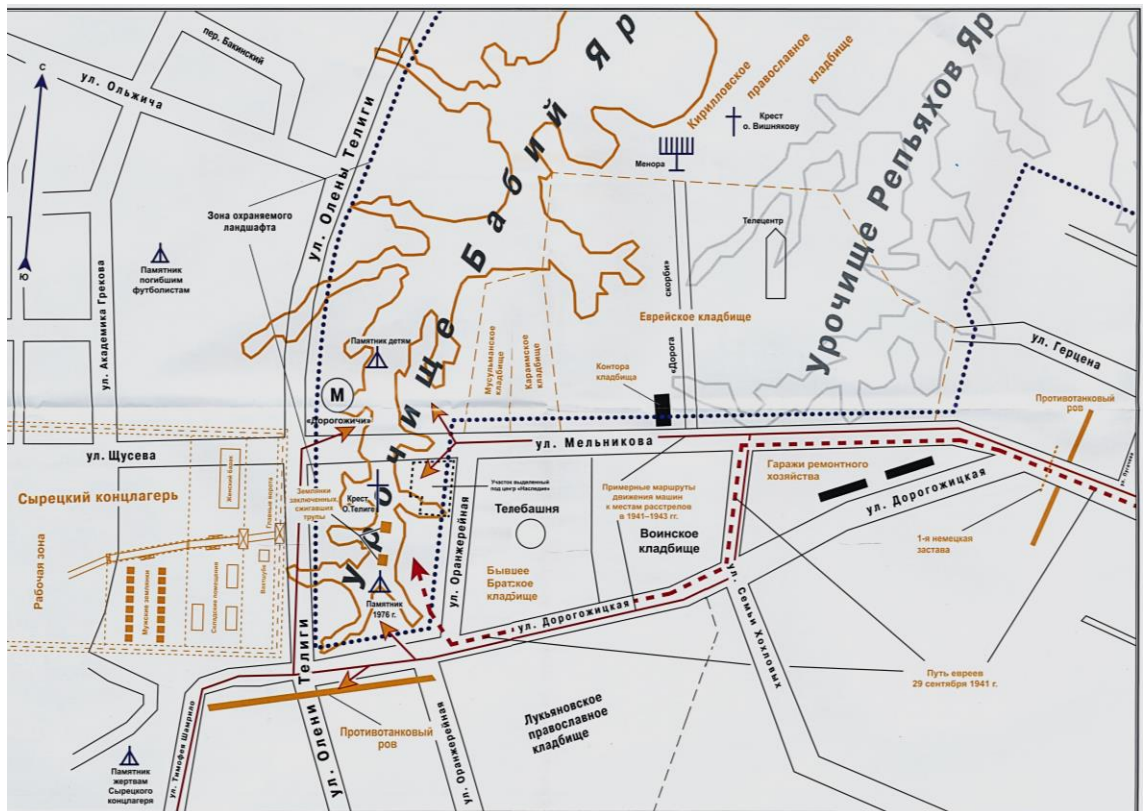 пер. Бакинский
ул. Ольжича
С
Ю
ул. Олены Телиги
Зона охраняемого
ландшафта
Памятник
погибшим
футболистам
ул. Академика Грекова
Урочище Бабий Яр
Кирилловское
православное
кладбище
Крест
о. Вишнякову
Менора
Урочище Репьяхов Яр
Телецентр
«Дорога скорби»
Еврейское кладбище
Мусульманское
кладбище
Караимское
кладбище
Контора
кладбища
Памятник детям
М
«Дорогожичи»
ул. Герцена
Противотанковый
ров
ул. Щусева
ул. Мельникова
Сырецкий концлагерь
Рабочая зона
Женский барак
Главные ворота
Мужские землянки
Складские помещения
Вахтштуба
Землянки
заключенных,
сжигавших
трупы
Крест
О.Телиге
Участок выделенный
под центр «Наследие»
Телебашня
Примерные маршруты
движения машин
к местам расстрелов
в 1941–1943 гг.
Гаражи ремонтного
хозяйства
ул. Дорогожицкая
1-я немецкая
застава
Воинское
кладбище
Бывшее
Братское
кладбище
ул. Оранжерейная
Памятник
1976 г.
ул. Дорогожицкая
ул. Семьи Хохловых
Путь евреев
29 сентября 1941 г.
Телиги
ул. Олени
ул. Тимофея Шамрило
Противотанковый
ров
ул. Оранжерейная
Лукьяновское
православное
кладбище
Памятник
жертвам
Сырецкого
концлагеря